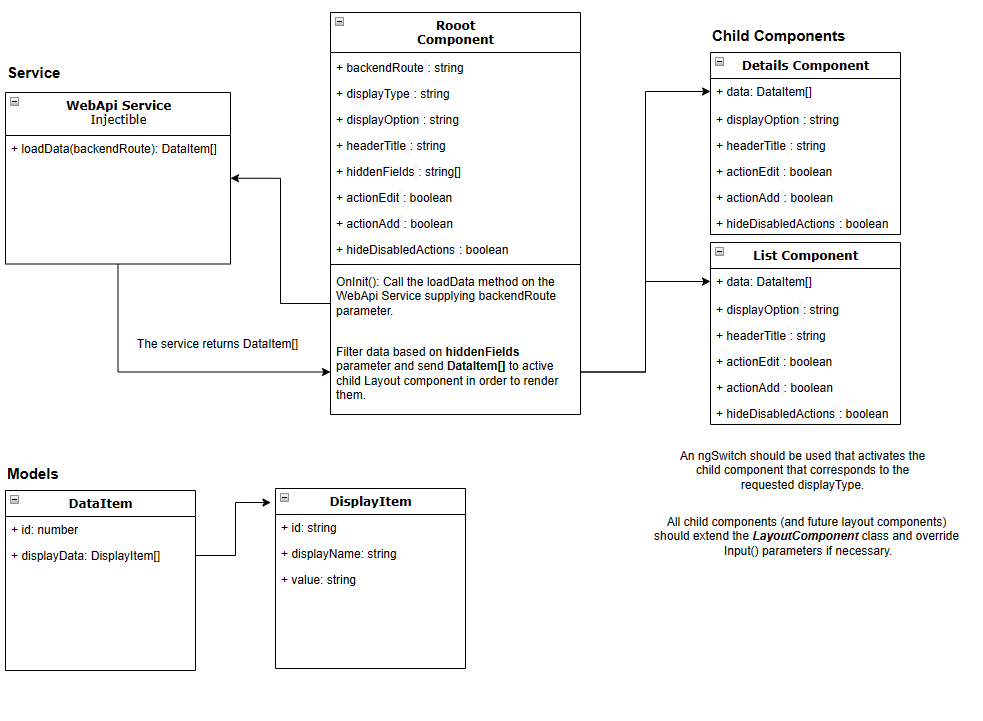 Service
WebApi Service
Injectible
+ loadData(backendRoute): DataItem[]
Rooot
Component
+ backendRoute : string
+ displayType : string
+ displayOption : string
+ headerTitle : string
+ hiddenFields : string[]
+ actionEdit : boolean
+ actionAdd : boolean
+ hideDisabledActions : boolean
OnInit(): Call the loadData method on the
WebApi Service supplying backendRoute
parameter.
Filter data based on hiddenFields
parameter and send DataItem[] to active
child Layout component in order to render
them.
The service returns DataItem[]
Child Components
Details Component
+ data: DataItem[]
+ displayOption : string
+ headerTitle : string
+ actionEdit : boolean
+ actionAdd : boolean
+ hideDisabledActions : boolean
List Component
+ data: DataItem[]
+ displayOption : string
+ headerTitle : string
+ actionEdit : boolean
+ actionAdd : boolean
+ hideDisabledActions : boolean
An ngSwitch should be used that activates the
child component that corresponds to the
requested displayType.
All child components (and future layout components)
should extend the LayoutComponent class and override
Input() parameters if necessary.
Models
DataItem
+ id: number
+ displayData: DisplayItem[]
DisplayItem
+ id: string
+ displayName: string
+ value: string